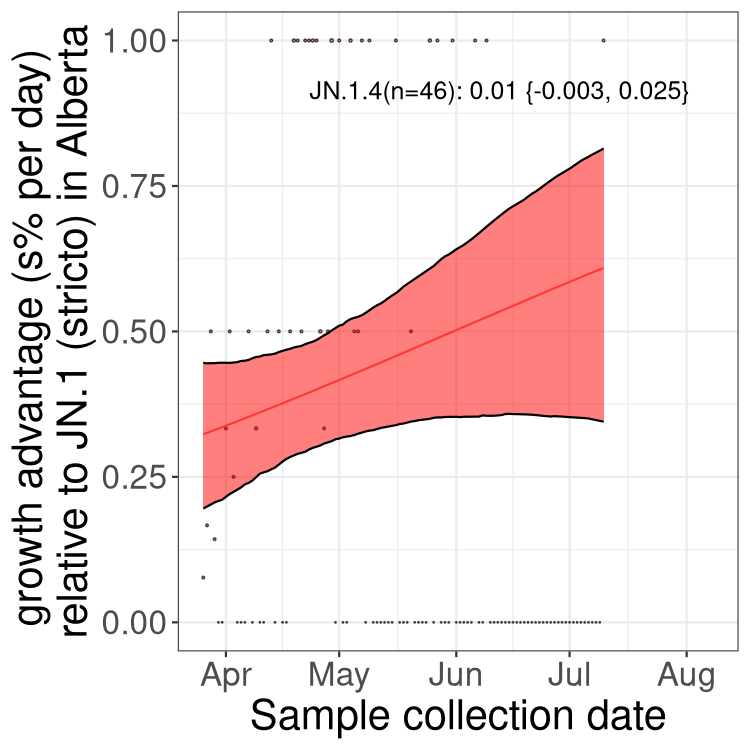 growth advantage (s% per day)
relative to JN.1 (stricto) in Alberta
1.00
0.75
0.50
0.25
0.00
JN.1.4(n=46): 0.01 {-0.003, 0.025}
Apr May Jun Jul Aug
Sample collection date